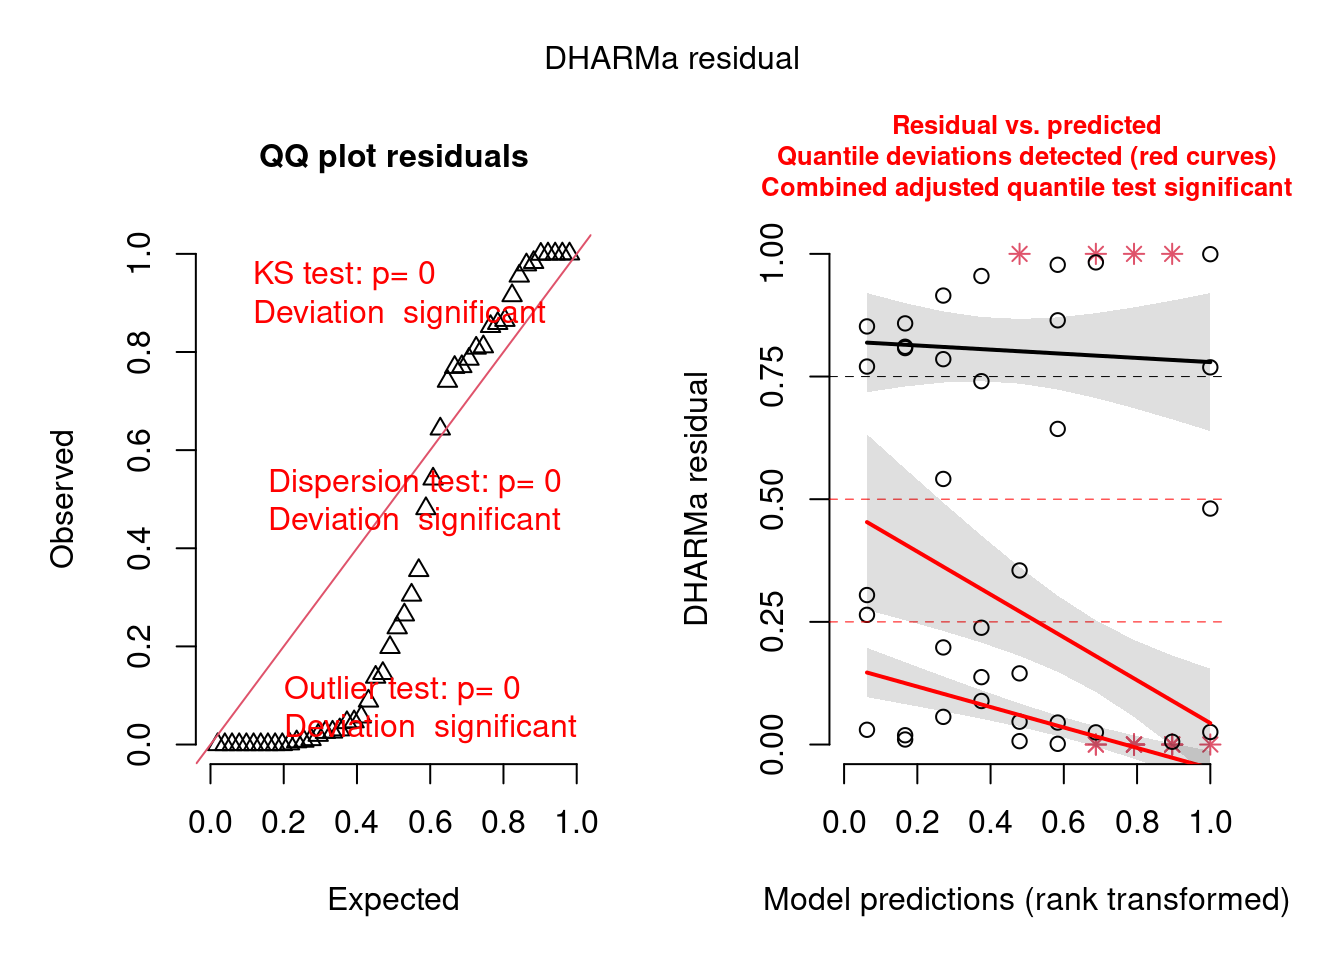 DHARMa residual
QQ plot residuals
KS test: p= 0
Deviation  significant
Dispersion test: p= 0
Deviation  significant
Outlier test: p= 0
Deviation  significant
Observed
0.0 0.2 0.4 0.6 0.8 1.0
0.0 0.2 0.4 0.6 0.8 1.0
Expected
Residual vs. predicted
Quantile deviations detected (red curves)
Combined adjusted quantile test significant
DHARMa residual
0.00 0.25 0.50 0.75 1.00
0.0 0.2 0.4 0.6 0.8 1.0
Model predictions (rank transformed)